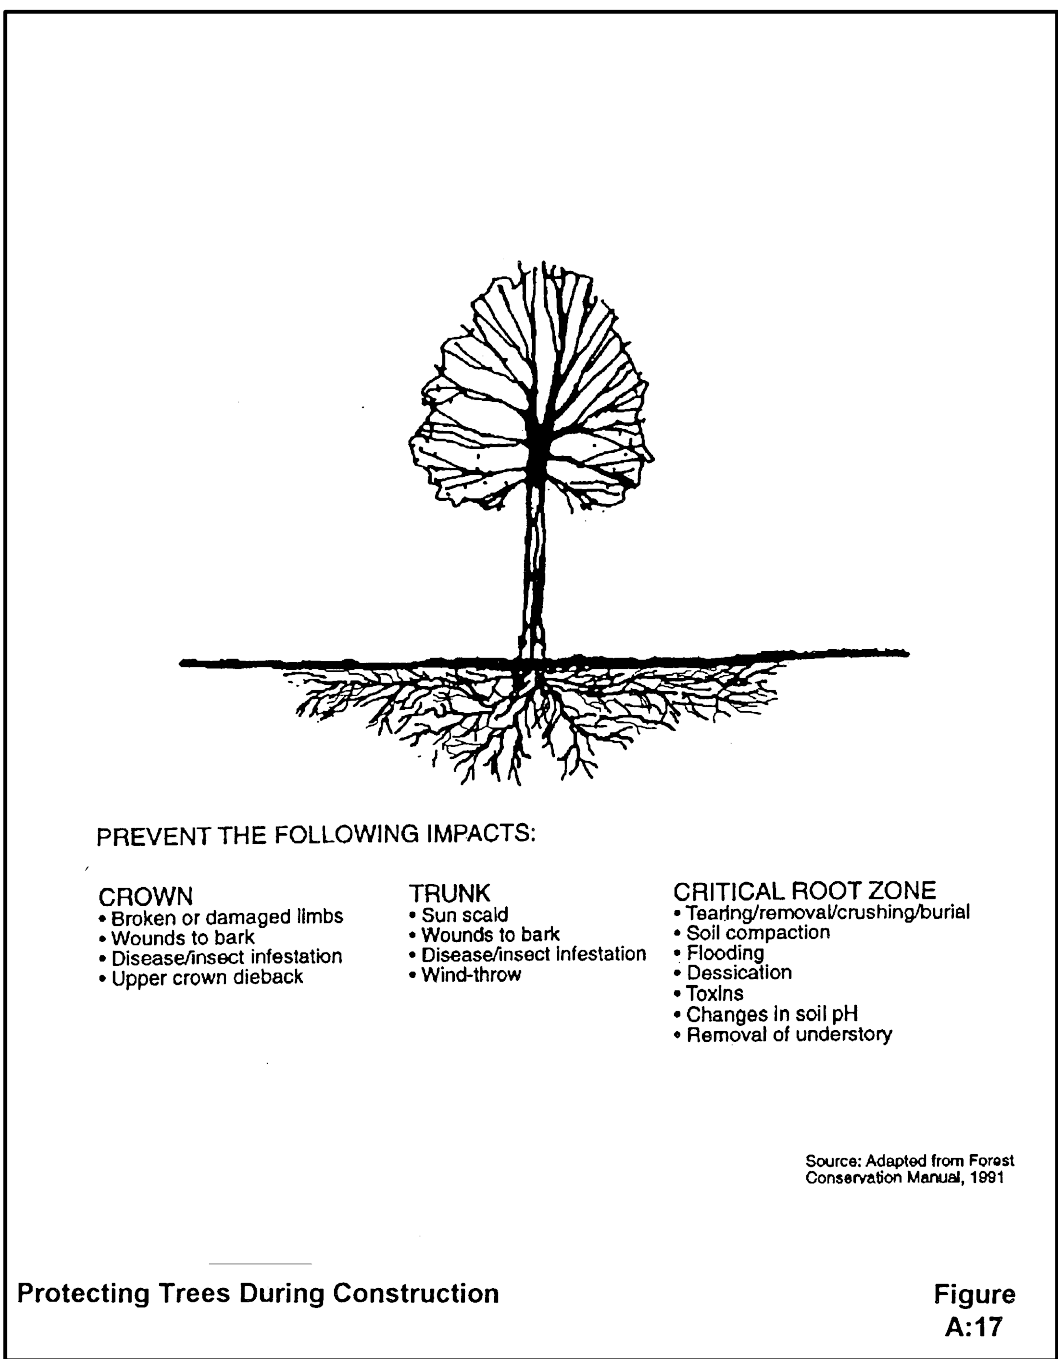 PREVENT THE FOLLOWING IMPACTS:
CROWN
• Broken or damaged limbs
• Wounds to bark
• Disease/insect infestation
• Upper crown dieback
TRUNK
• Sun scald
• Wounds to bark
• Disease/insect infestation
• Wind-throw
CRITICAL ROOT ZONE
• Tearing/removal/crushing/burial
• Soil compaction
• Flooding
• Dessication
• Toxins
• Changes in soil pH
• Removal of understory
Source: Adapted from Forest
Conservation Manual, 1991
Protecting Trees During Construction
Figure
A:17